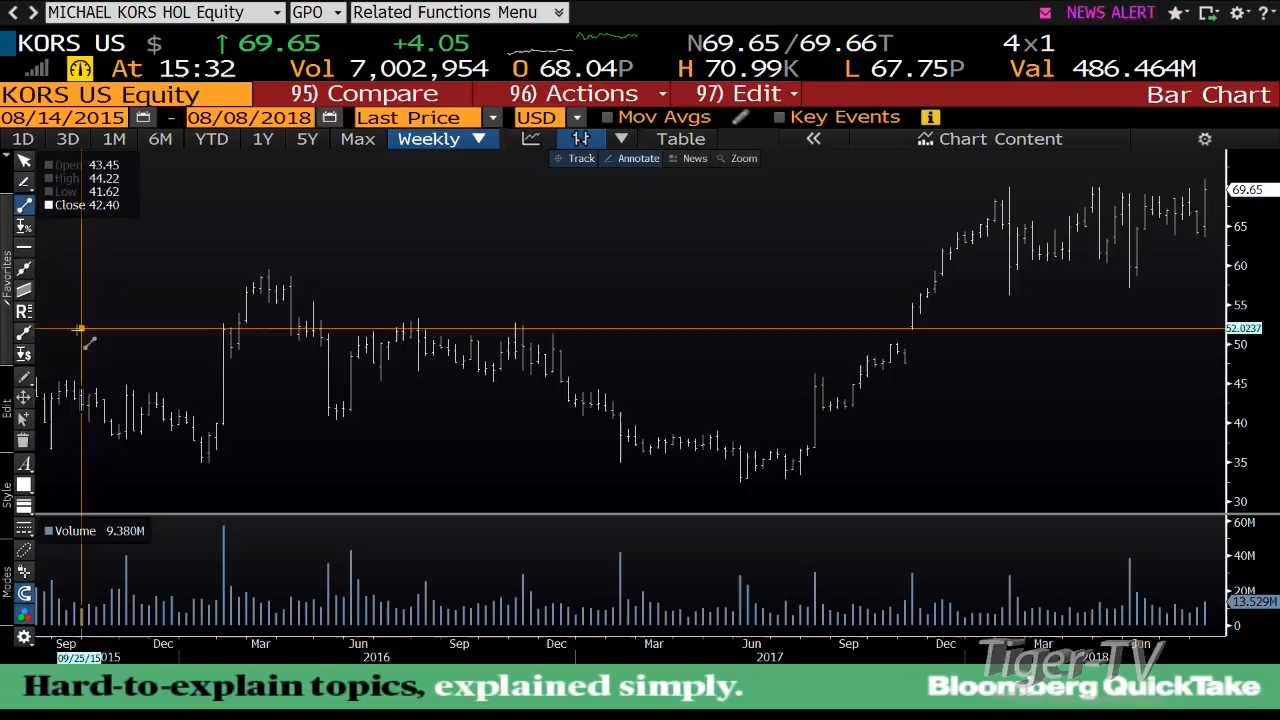 MICHAEL KORS HOL Equity GPO Related Functions Menu NEWS ALERT ?
KORS US $ ↑ 69.65 +4.05 N69.65 /69.66T 4x1
At 15:32 Vol 7,002,954 O 68.04P H 70.99K L 67.75P Val 486.464M
KORS US Equity 95) Compare 96) Actions 97) Edit Bar Chart
08/14/2015 - 08/08/2018 Last Price USD Mov Avgs Key Events i
1D 3D 1M 6M YTD 1Y 5Y Max Weekly Table « Chart Content
Track Annotate News Zoom
Open 43.45
High 44.22
Low 41.62
Close 42.40
Favorites
Edit
Style
Modes
69.65
65
60
55
52.0237
50
45
40
35
30
Volume 9.380M
60M
40M
20M
13.529M
0
Sep Dec Mar Jun Sep Dec Mar Jun Sep Dec Mar Jun
09/25/15 2015 2016 2017 2018
Tiger-TV
Hard-to-explain topics, explained simply. Bloomberg QuickTake